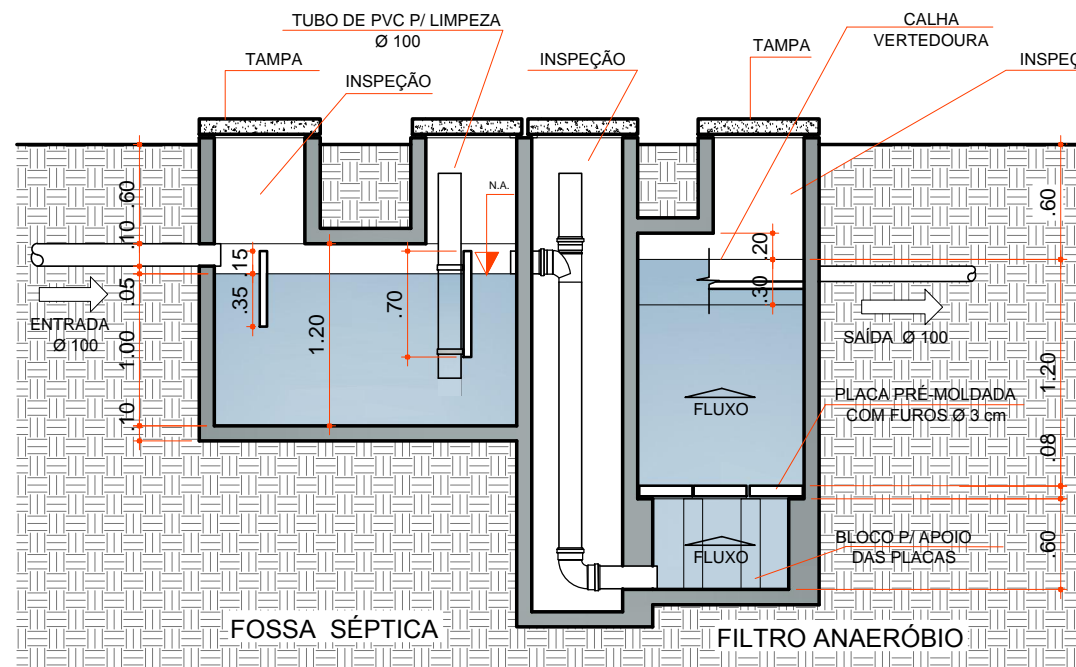 TUBO DE PVC P/ LIMPEZA
Ø 100
CALHA
VERTEDOURA
TAMPA
INSPEÇÃO
INSPEÇÃO
TAMPA
INSPEÇ
N.A.
.60
.10
.15
.05
.35
1.00
.10
1.20
.70
.20
.30
.60
1.20
.08
.60
ENTRADA
Ø 100
SAÍDA Ø 100
FLUXO
PLACA PRÉ-MOLDADA
COM FUROS Ø 3 cm
FLUXO
BLOCO P/ APOIO
DAS PLACAS
FOSSA SÉPTICA
FILTRO ANAERÓBIO